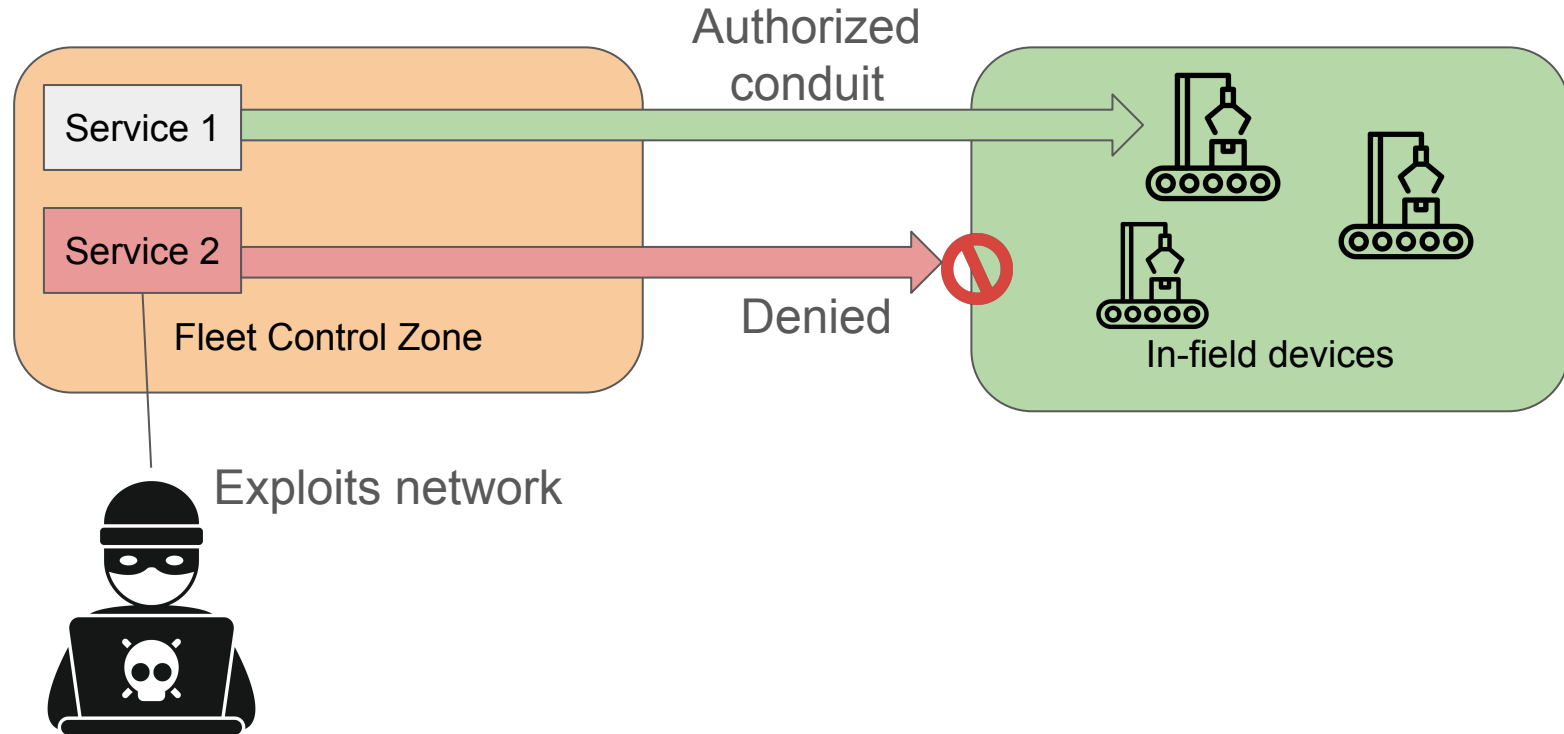 Authorized
conduit
Service 1
Service 2
Denied
Fleet Control Zone
In-field devices
Exploits network